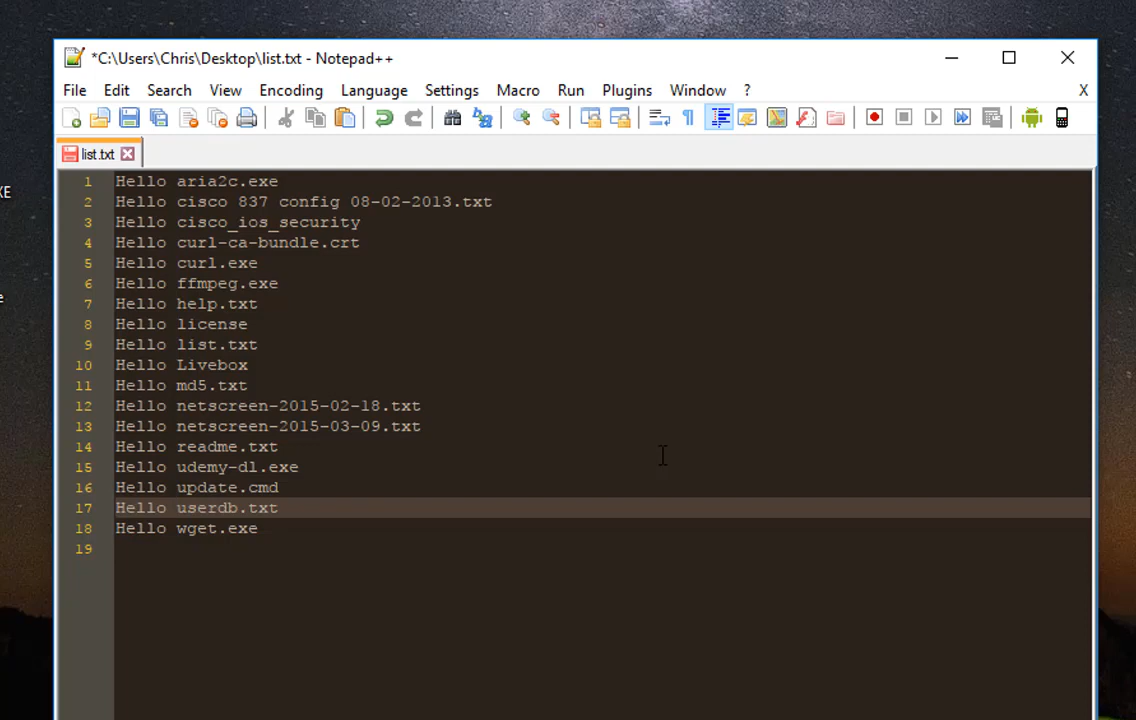 *C:\Users\Chris\Desktop\list.txt - Notepad++
File Edit Search View Encoding Language Settings Macro Run Plugins Window ? X
list.txt
XE
1 Hello aria2c.exe
2 Hello cisco 837 config 08-02-2013.txt
3 Hello cisco_ios_security
4 Hello curl-ca-bundle.crt
5 Hello curl.exe
6 Hello ffmpeg.exe
7 Hello help.txt
e
8 Hello license
9 Hello list.txt
10 Hello Livebox
11 Hello md5.txt
12 Hello netscreen-2015-02-18.txt
13 Hello netscreen-2015-03-09.txt
14 Hello readme.txt
15 Hello udemy-dl.exe
16 Hello update.cmd
17 Hello userdb.txt
18 Hello wget.exe
19